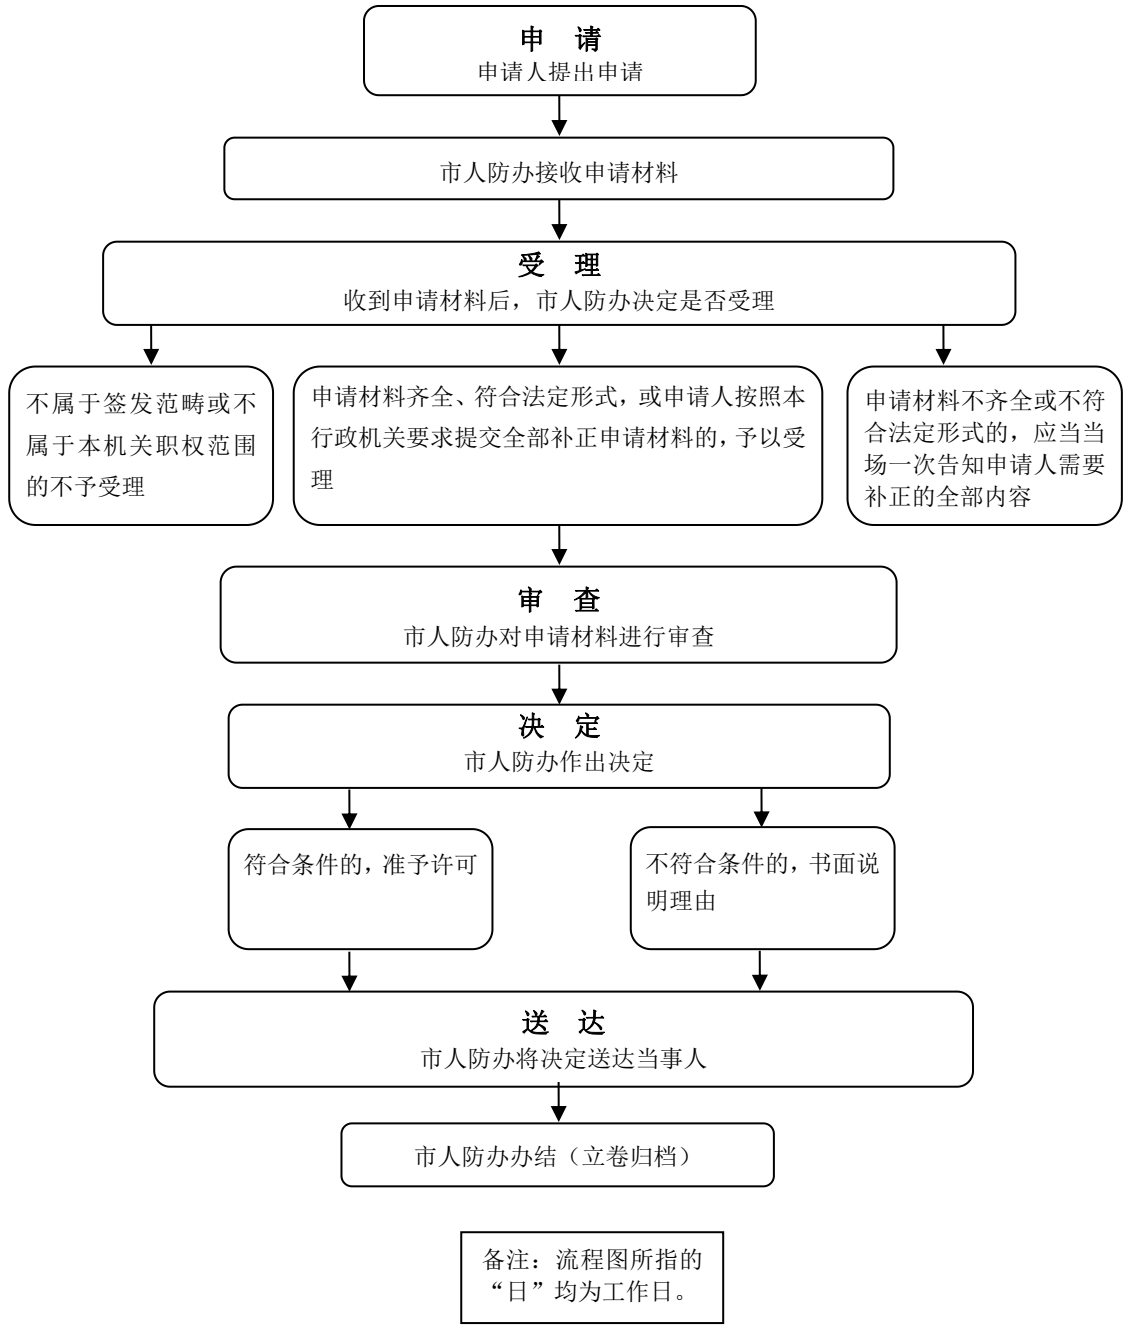 申 请
申请人提出申请
市人防办接收申请材料
受 理
收到申请材料后，市人防办决定是否受理
不属于签发范畴或不
属于本机关职权范围
的不予受理
申请材料齐全、符合法定形式，或申请人按照本
行政机关要求提交全部补正申请材料的，予以受
理
申请材料不齐全或不符
合法定形式的，应当当
场一次告知申请人需要
补正的全部内容
审 查
市人防办对申请材料进行审查
决 定
市人防办作出决定
符合条件的，准予许可
不符合条件的，书面说
明理由
送 达
市人防办将决定送达当事人
市人防办办结（立卷归档）
备注：流程图所指的
“日”均为工作日。